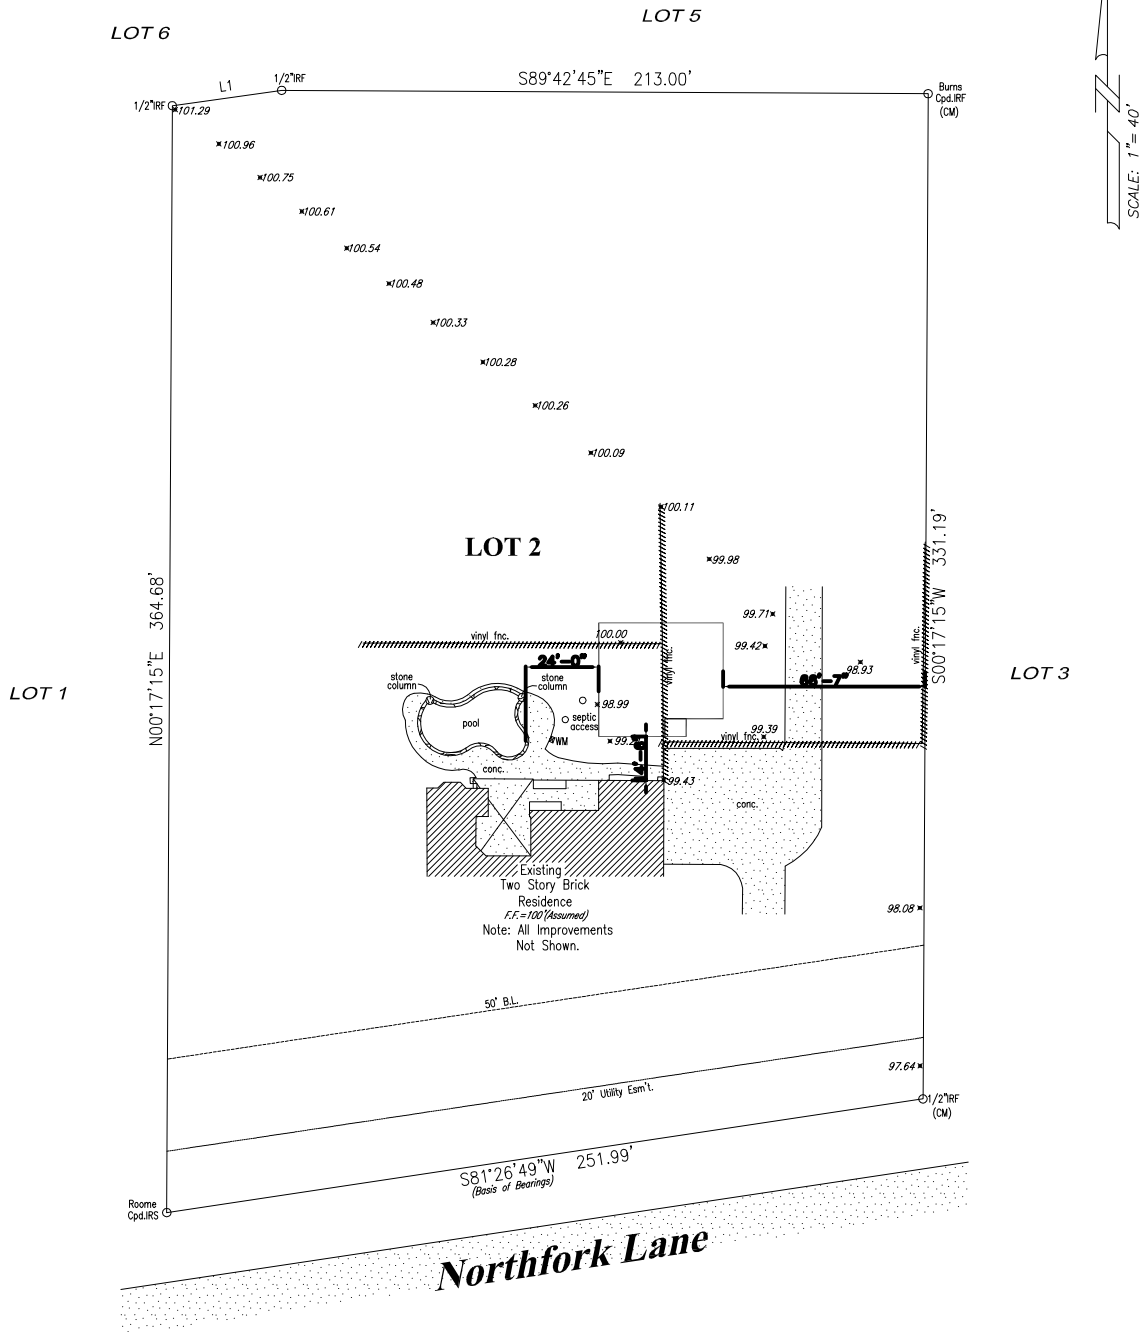 LOT 5
LOT 6
L1
1/2"IRF
S89°42'45"E 213.00'
Burns
Cpd.IRF
(CM)
1/2"IRF
101.29
SCALE: 1"= 40'
100.96
100.75
100.61
100.54
100.48
100.33
100.28
100.26
100.09
100.11
LOT 2
99.98
S00°17'15"W 331.19'
N00°17'15"E 364.68'
99.71
vinyl fnc.
100.00
99.42
vinyl fnc.
vinyl fnc.
98.93
24'-0"
LOT 3
LOT 1
stone
column
stone
column
98.99
septic
access
pool
99.39
vinyl fnc.
WM
conc.
99.43
conc.
Existing
Two Story Brick
Residence
F.F.=100'(Assumed)
Note: All Improvements
Not Shown.
98.08
50' B.L.
97.64
20' Utility Esm't.
1/2"IRF
(CM)
S81°26'49"W 251.99'
(Basis of Bearings)
Roome
Cpd.IRS
Northfork Lane